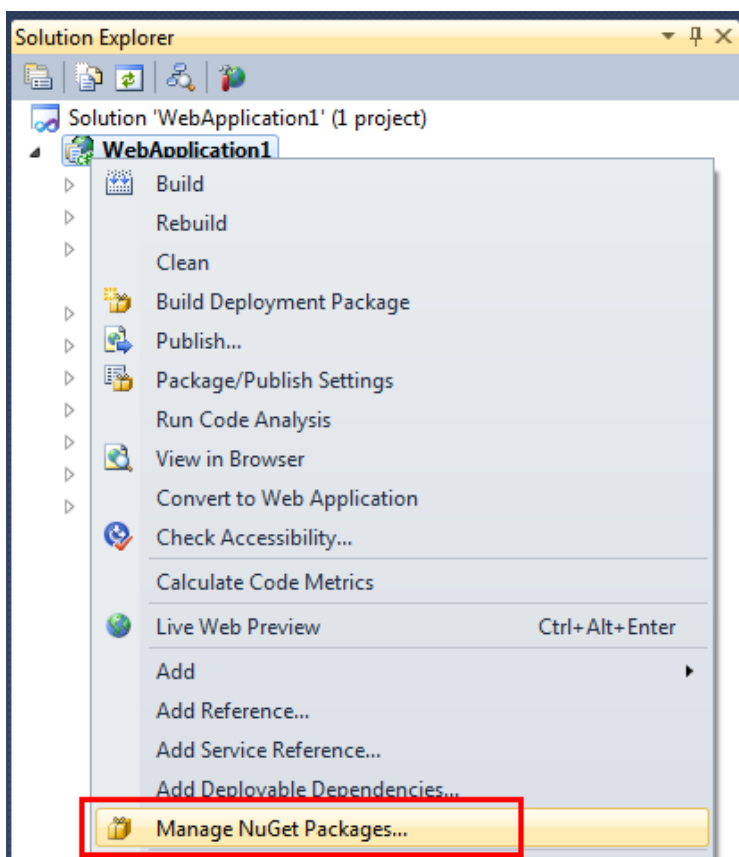 Solution Explorer
Solution 'WebApplication1' (1 project)
WebApplication1
Build
Rebuild
Clean
Build Deployment Package
Publish...
Package/Publish Settings
Run Code Analysis
View in Browser
Convert to Web Application
Check Accessibility...
Calculate Code Metrics
Live Web Preview Ctrl+Alt+Enter
Add
Add Reference...
Add Service Reference...
Add Deployable Dependencies...
Manage NuGet Packages...